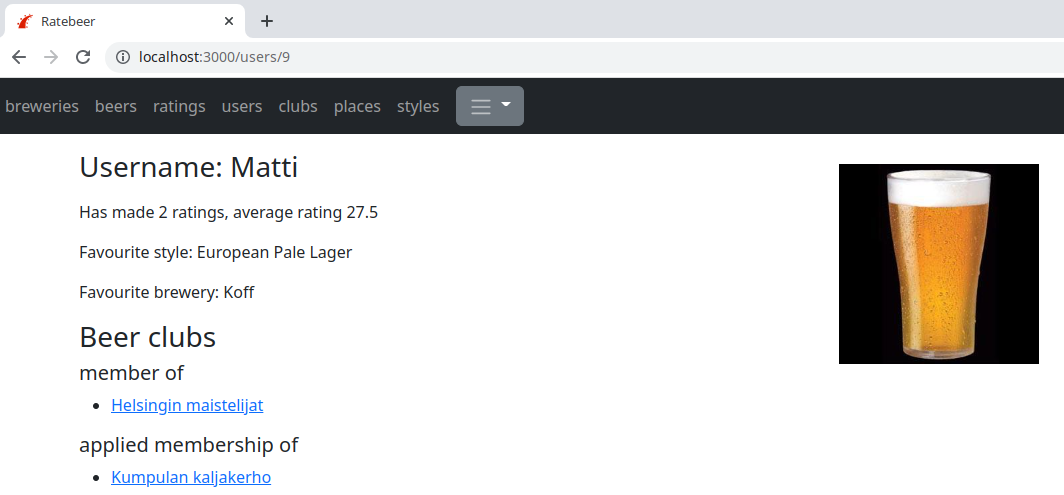 Ratebeer
localhost:3000/users/9
breweries beers ratings users clubs places styles
Username: Matti
Has made 2 ratings, average rating 27.5
Favourite style: European Pale Lager
Favourite brewery: Koff
Beer clubs
member of
Helsingin maistelijat
applied membership of
Kumpulan kaljakerho